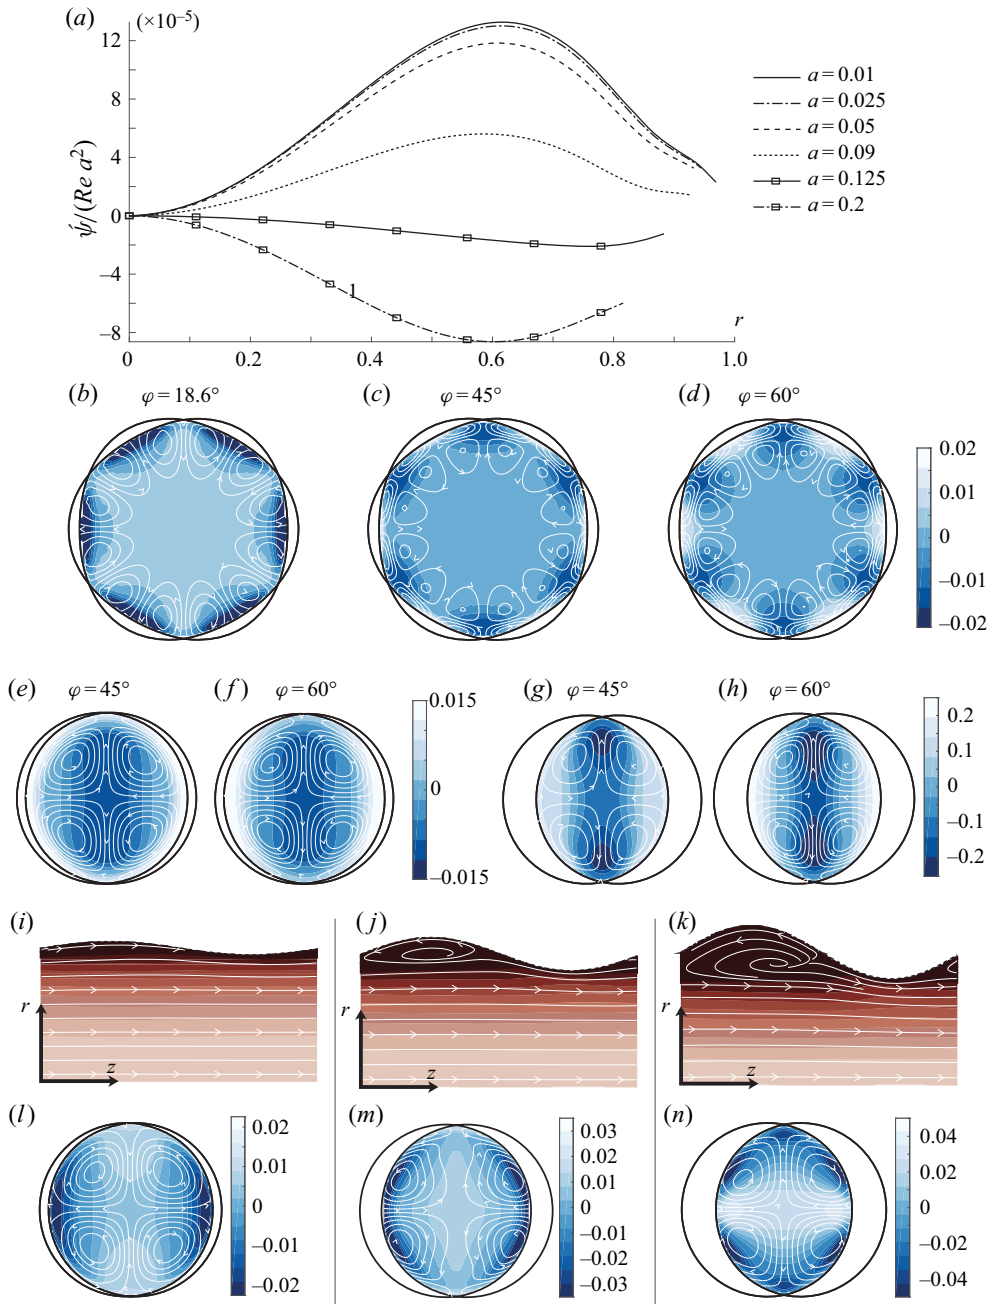 (a) (×10⁻⁵)
12
8
4
0
−4
−8
ψ́/(Re a²)
1
r
0 0.2 0.4 0.6 0.8 1.0
a = 0.01
a = 0.025
a = 0.05
a = 0.09
a = 0.125
a = 0.2
(b) φ = 18.6°
(c) φ = 45°
(d) φ = 60°
0.02
0.01
0
−0.01
−0.02
(e) φ = 45°
(f) φ = 60°
0.015
0
−0.015
(g) φ = 45°
(h) φ = 60°
0.2
0.1
0
−0.1
−0.2
(i)
r
z
(j)
r
z
(k)
r
z
(l)
0.02
0.01
0
−0.01
−0.02
(m)
0.03
0.02
0.01
0
−0.01
−0.02
−0.03
(n)
0.04
0.02
0
−0.02
−0.04